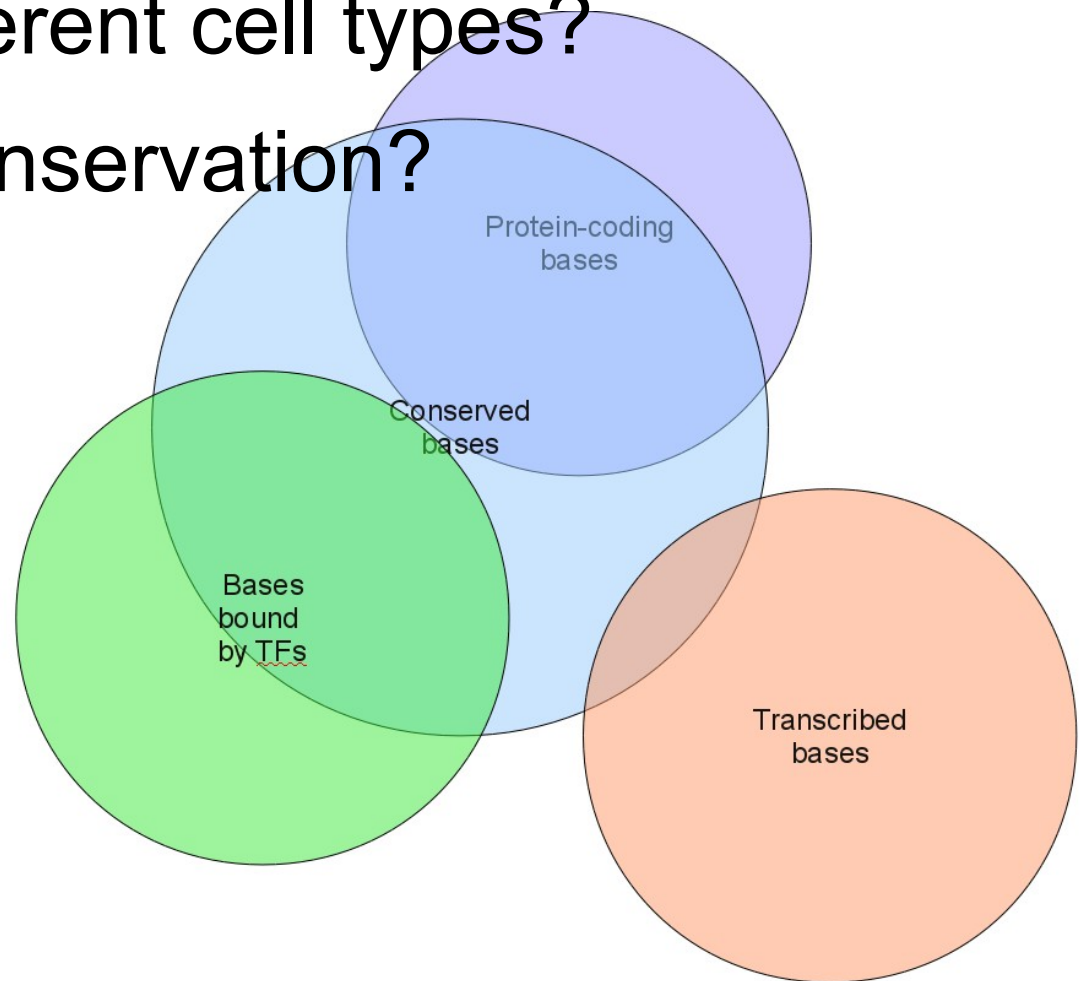 erent cell types?
nservation?
Protein-coding
bases
Conserved
bases
Bases
bound
by TFs
Transcribed
bases